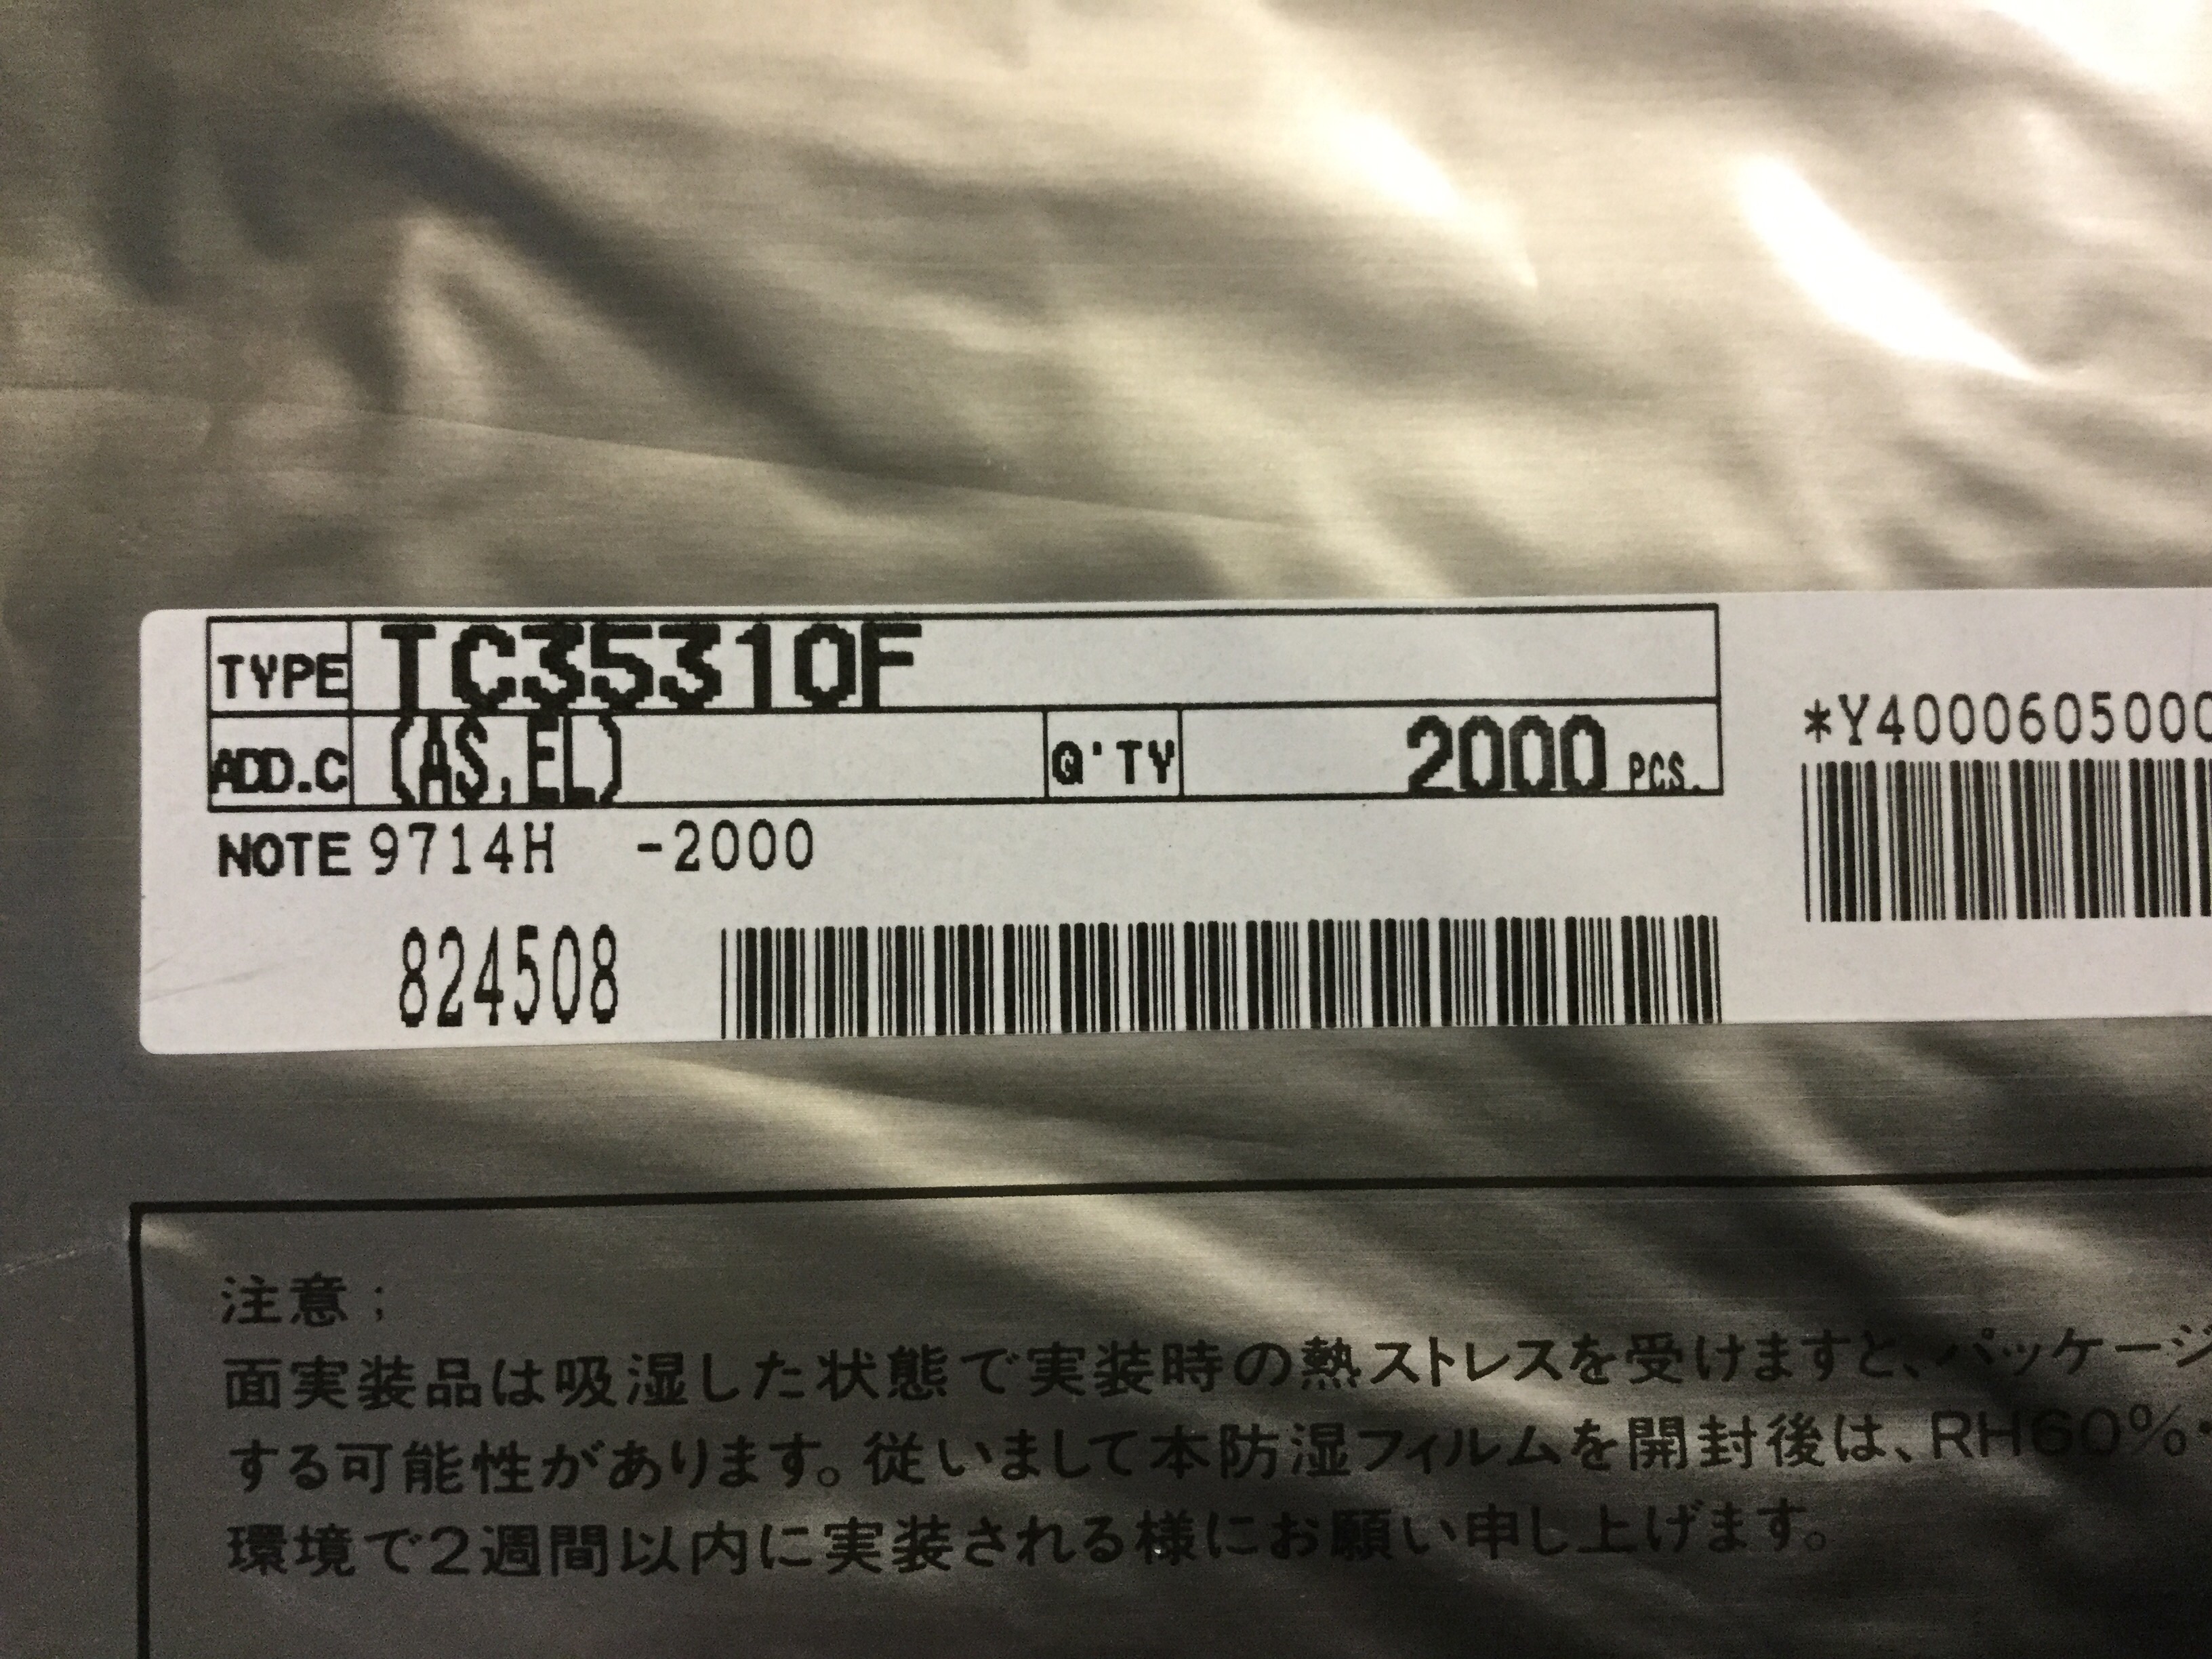 TYPE TC35310F
ADD.C (AS,EL) Q'TY 2000 PCS.
NOTE 9714H -2000
824508
*Y4000605000
注意；
面実装品は吸湿した状態で実装時の熱ストレスを受けますと、パッケージ
する可能性があります。従いまして本防湿フィルムを開封後は、RH60%
環境で2週間以内に実装される様にお願い申し上げます。